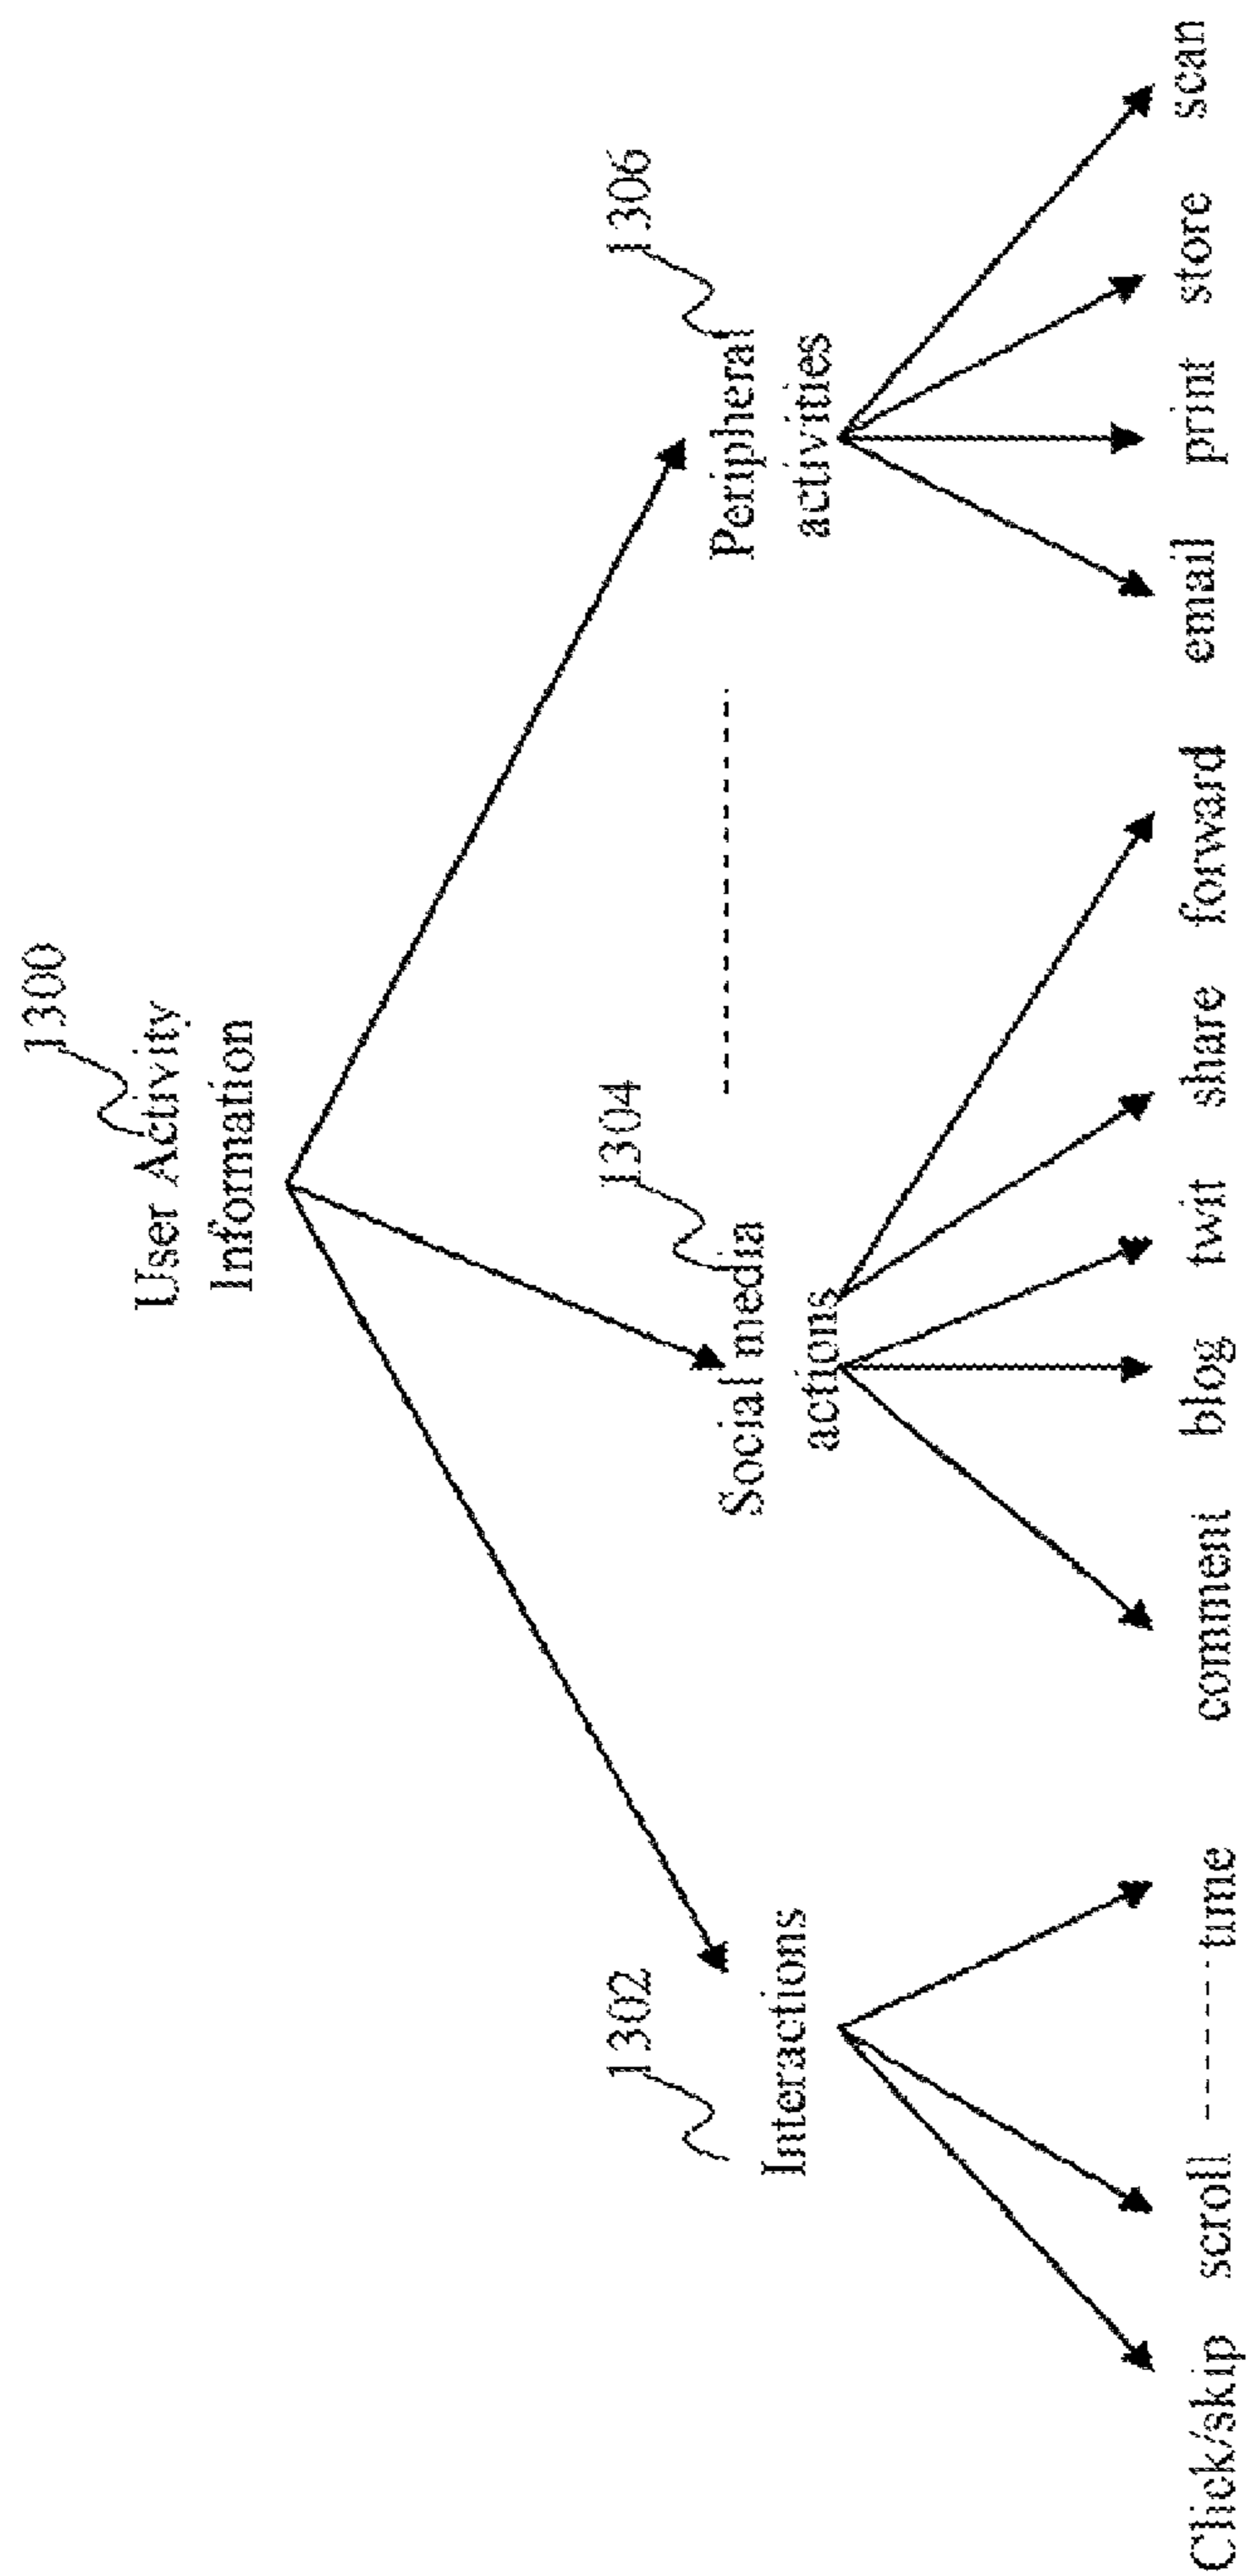 1300
User Activity
Information
1302
1304
1306
Interactions
Social media
actions
Peripheral
activities
Click/skip scroll time comment blog twit share forward email print store scan